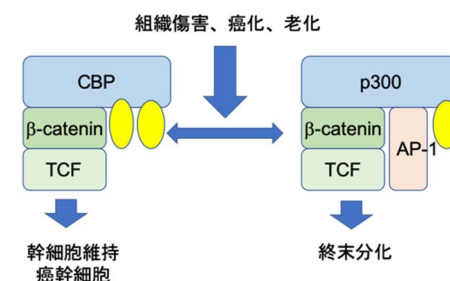 組織傷害、癌化、老化
CBP
p300
β-catenin
β-catenin
AP-1
TCF
TCF
幹細胞維持
癌幹細胞
終末分化